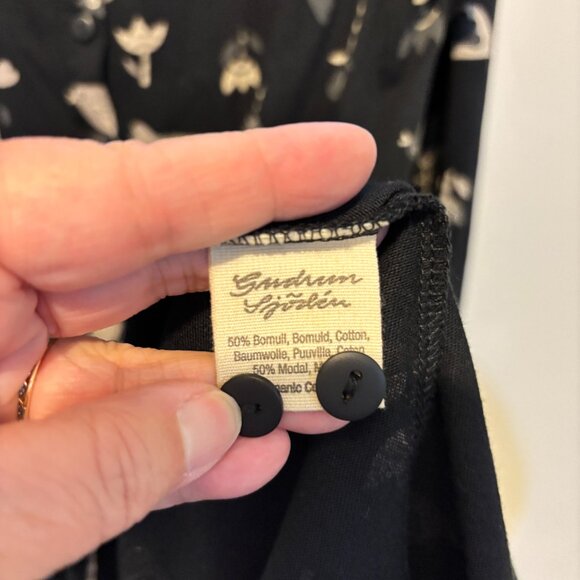 Gudrun
Sjödén
50% Bomull, Bomuld, Cotton,
Baumwolle, Puuvilla, Coton
50% Modal,